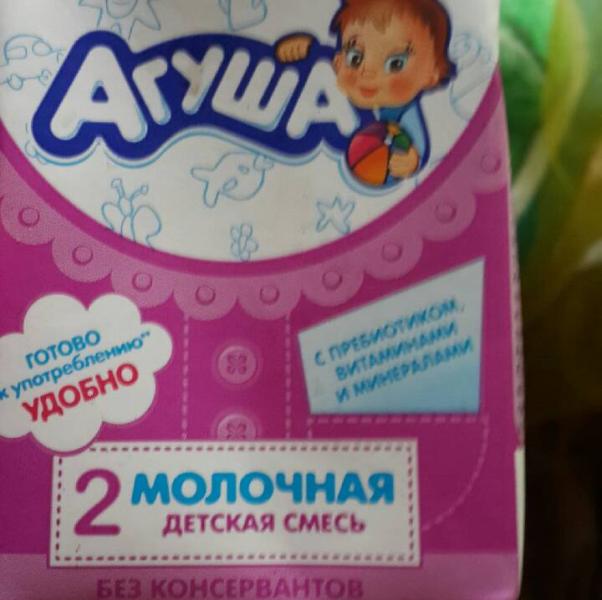 Агуша
ГОТОВО
к употреблению**
УДОБНО
С ПРЕБИОТИКОМ,
ВИТАМИНАМИ
И МИНЕРАЛАМИ
2 МОЛОЧНАЯ
ДЕТСКАЯ СМЕСЬ
БЕЗ КОНСЕРВАНТОВ